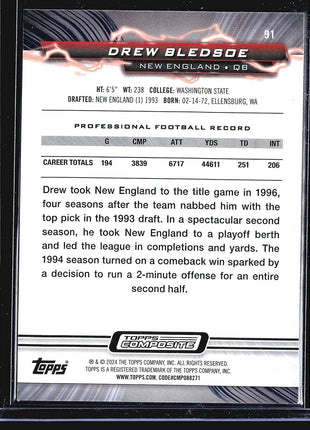 91
DREW BLEDSOE
NEW ENGLAND • QB
HT: 6'5" WT: 238 COLLEGE: WASHINGTON STATE
DRAFTED: NEW ENGLAND (1) 1993 BORN: 02-14-72, ELLENSBURG, WA
PROFESSIONAL FOOTBALL RECORD
G CMP ATT YDS TD INT
CAREER TOTALS 194 3839 6717 44611 251 206
Drew took New England to the title game in 1996,
four seasons after the team nabbed him with the
top pick in the 1993 draft. In a spectacular second
season, he took New England to a playoff berth
and led the league in completions and yards. The
1994 season turned on a comeback win sparked by
a decision to run a 2-minute offense for an entire
second half.
TOPPS
COMPOSITE
Topps
® & © 2024 THE TOPPS COMPANY, INC. ALL RIGHTS RESERVED.
TOPPS IS A REGISTERED TRADEMARK OF THE TOPPS COMPANY, INC.
WWW.TOPPS.COM. CODE#CMP088271